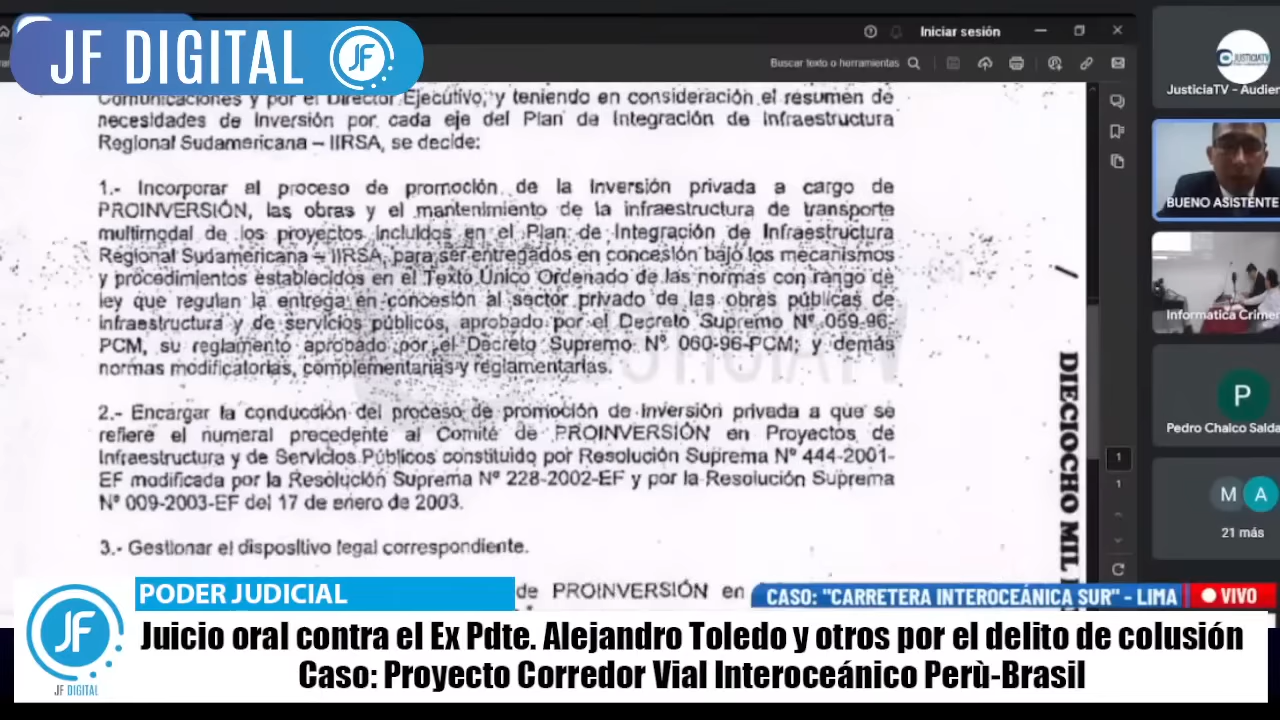 JF DIGITAL
JF
Iniciar sesión
Buscar texto o herramientas
Comunicaciones y por el Director Ejecutivo, y teniendo en consideración el resumen de
necesidades de Inversión por cada eje del Plan de Integración de Infraestructura
Regional Sudamericana – IIRSA, se decide:
1.- Incorporar al proceso de promoción de la Inversión privada a cargo de
PROINVERSIÓN, las obras y el mantenimiento de la infraestructura de transporte
multimodal de los proyectos incluidos en el Plan de Integración de Infraestructura
Regional Sudamericana – IIRSA, para ser entregados en concesión bajo los mecanismos
y procedimientos establecidos en el Texto Único Ordenado de las normas con rango de
ley que regulan la entrega en concesión al sector privado de las obras públicas de
infraestructura y de servicios públicos, aprobado por el Decreto Supremo Nº 059-96-
PCM, su reglamento aprobado por el Decreto Supremo Nº 060-96-PCM; y demás
normas modificatorias, complementarias y reglamentarias.
2.- Encargar la conducción del proceso de promoción de Inversión privada a que se
refiere el numeral precedente al Comité de PROINVERSIÓN en Proyectos de
Infraestructura y de Servicios Públicos constituido por Resolución Suprema Nº 444-2001-
EF modificada por la Resolución Suprema Nº 228-2002-EF y por la Resolución Suprema
Nº 009-2003-EF del 17 de enero de 2003.
3.- Gestionar el dispositivo legal correspondiente.
de PROINVERSIÓN en
DIECIOCHO MIL
1
1
JUSTICIATV
JusticiaTV - Audien
BUENO ASISTENTE
Informatica Crimen
P
Pedro Chalco Salda
M A
21 más
PODER JUDICIAL
CASO: "CARRETERA INTEROCEÁNICA SUR" - LIMA
VIVO
Juicio oral contra el Ex Pdte. Alejandro Toledo y otros por el delito de colusión
Caso: Proyecto Corredor Vial Interoceánico Perù-Brasil
JF
JF DIGITAL